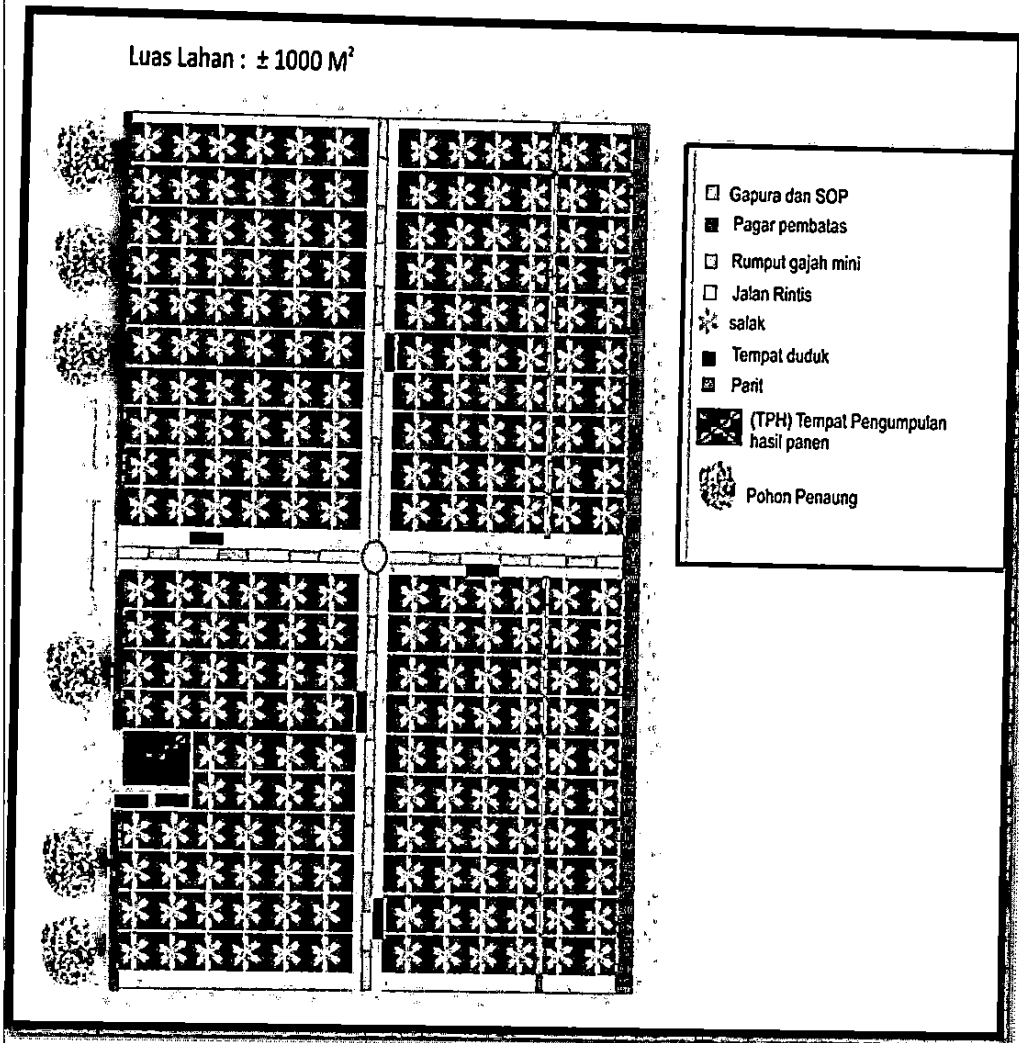 Luas Lahan : ± 1000 M²
Gapura dan SOP
Pagar pembatas
Rumput gajah mini
Jalan Rintis
salak
Tempat duduk
Parit
(TPH) Tempat Pengumpulan
hasil panen
Pohon Penaung